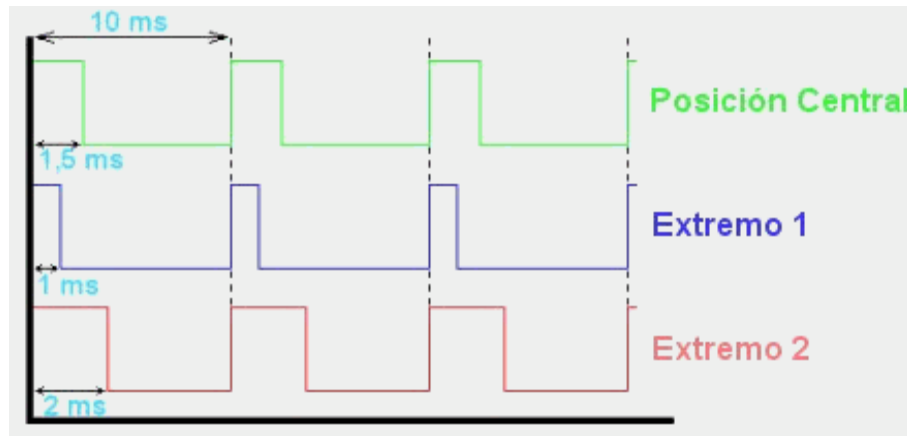 10 ms
Posición Central
1,5 ms
Extremo 1
1 ms
Extremo 2
2 ms